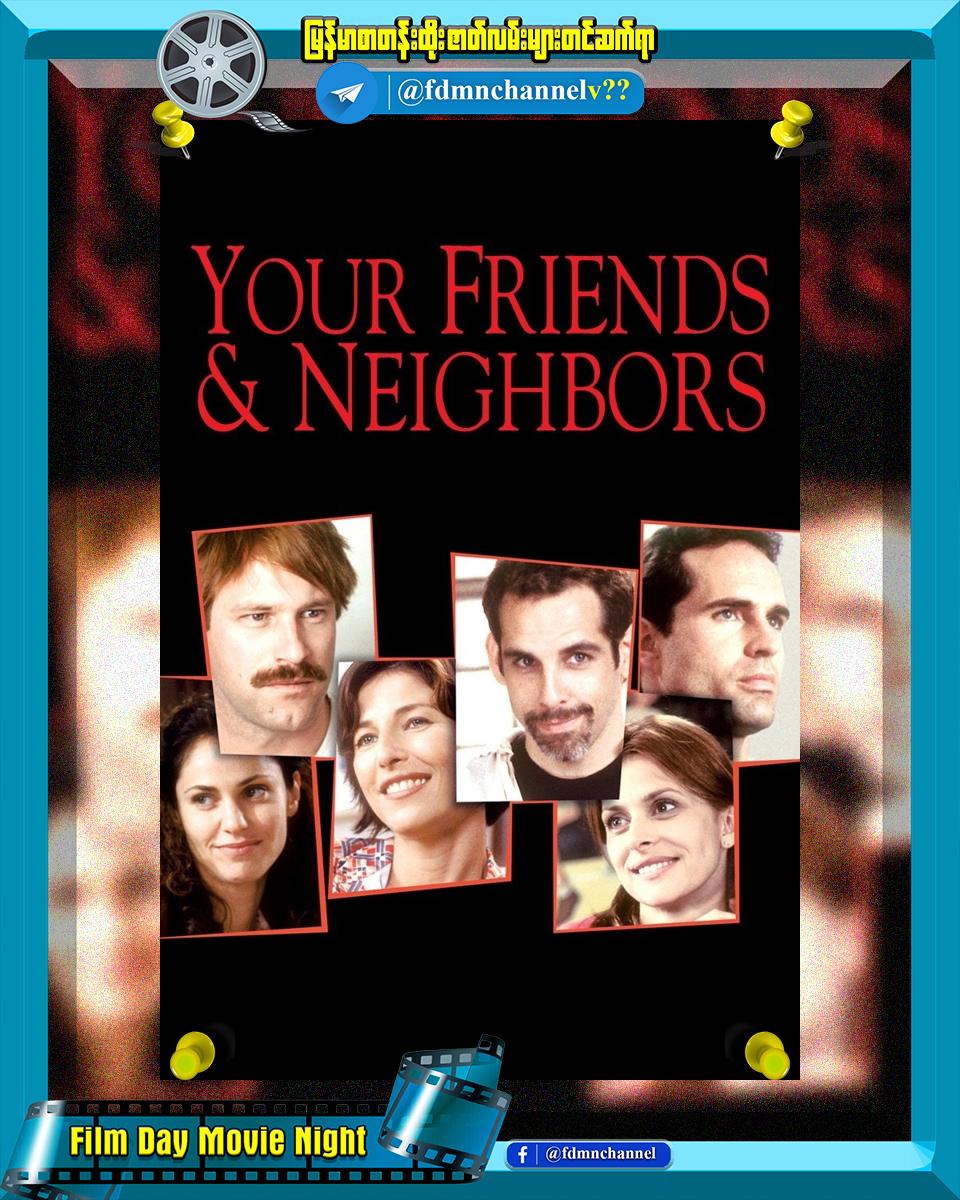 မြန်မာစာတန်းထိုးဇာတ်လမ်းများတင်ဆက်ရာ
@fdmnchannelv??
YOUR FRIENDS
& NEIGHBORS
Film Day Movie Night
@fdmnchannel